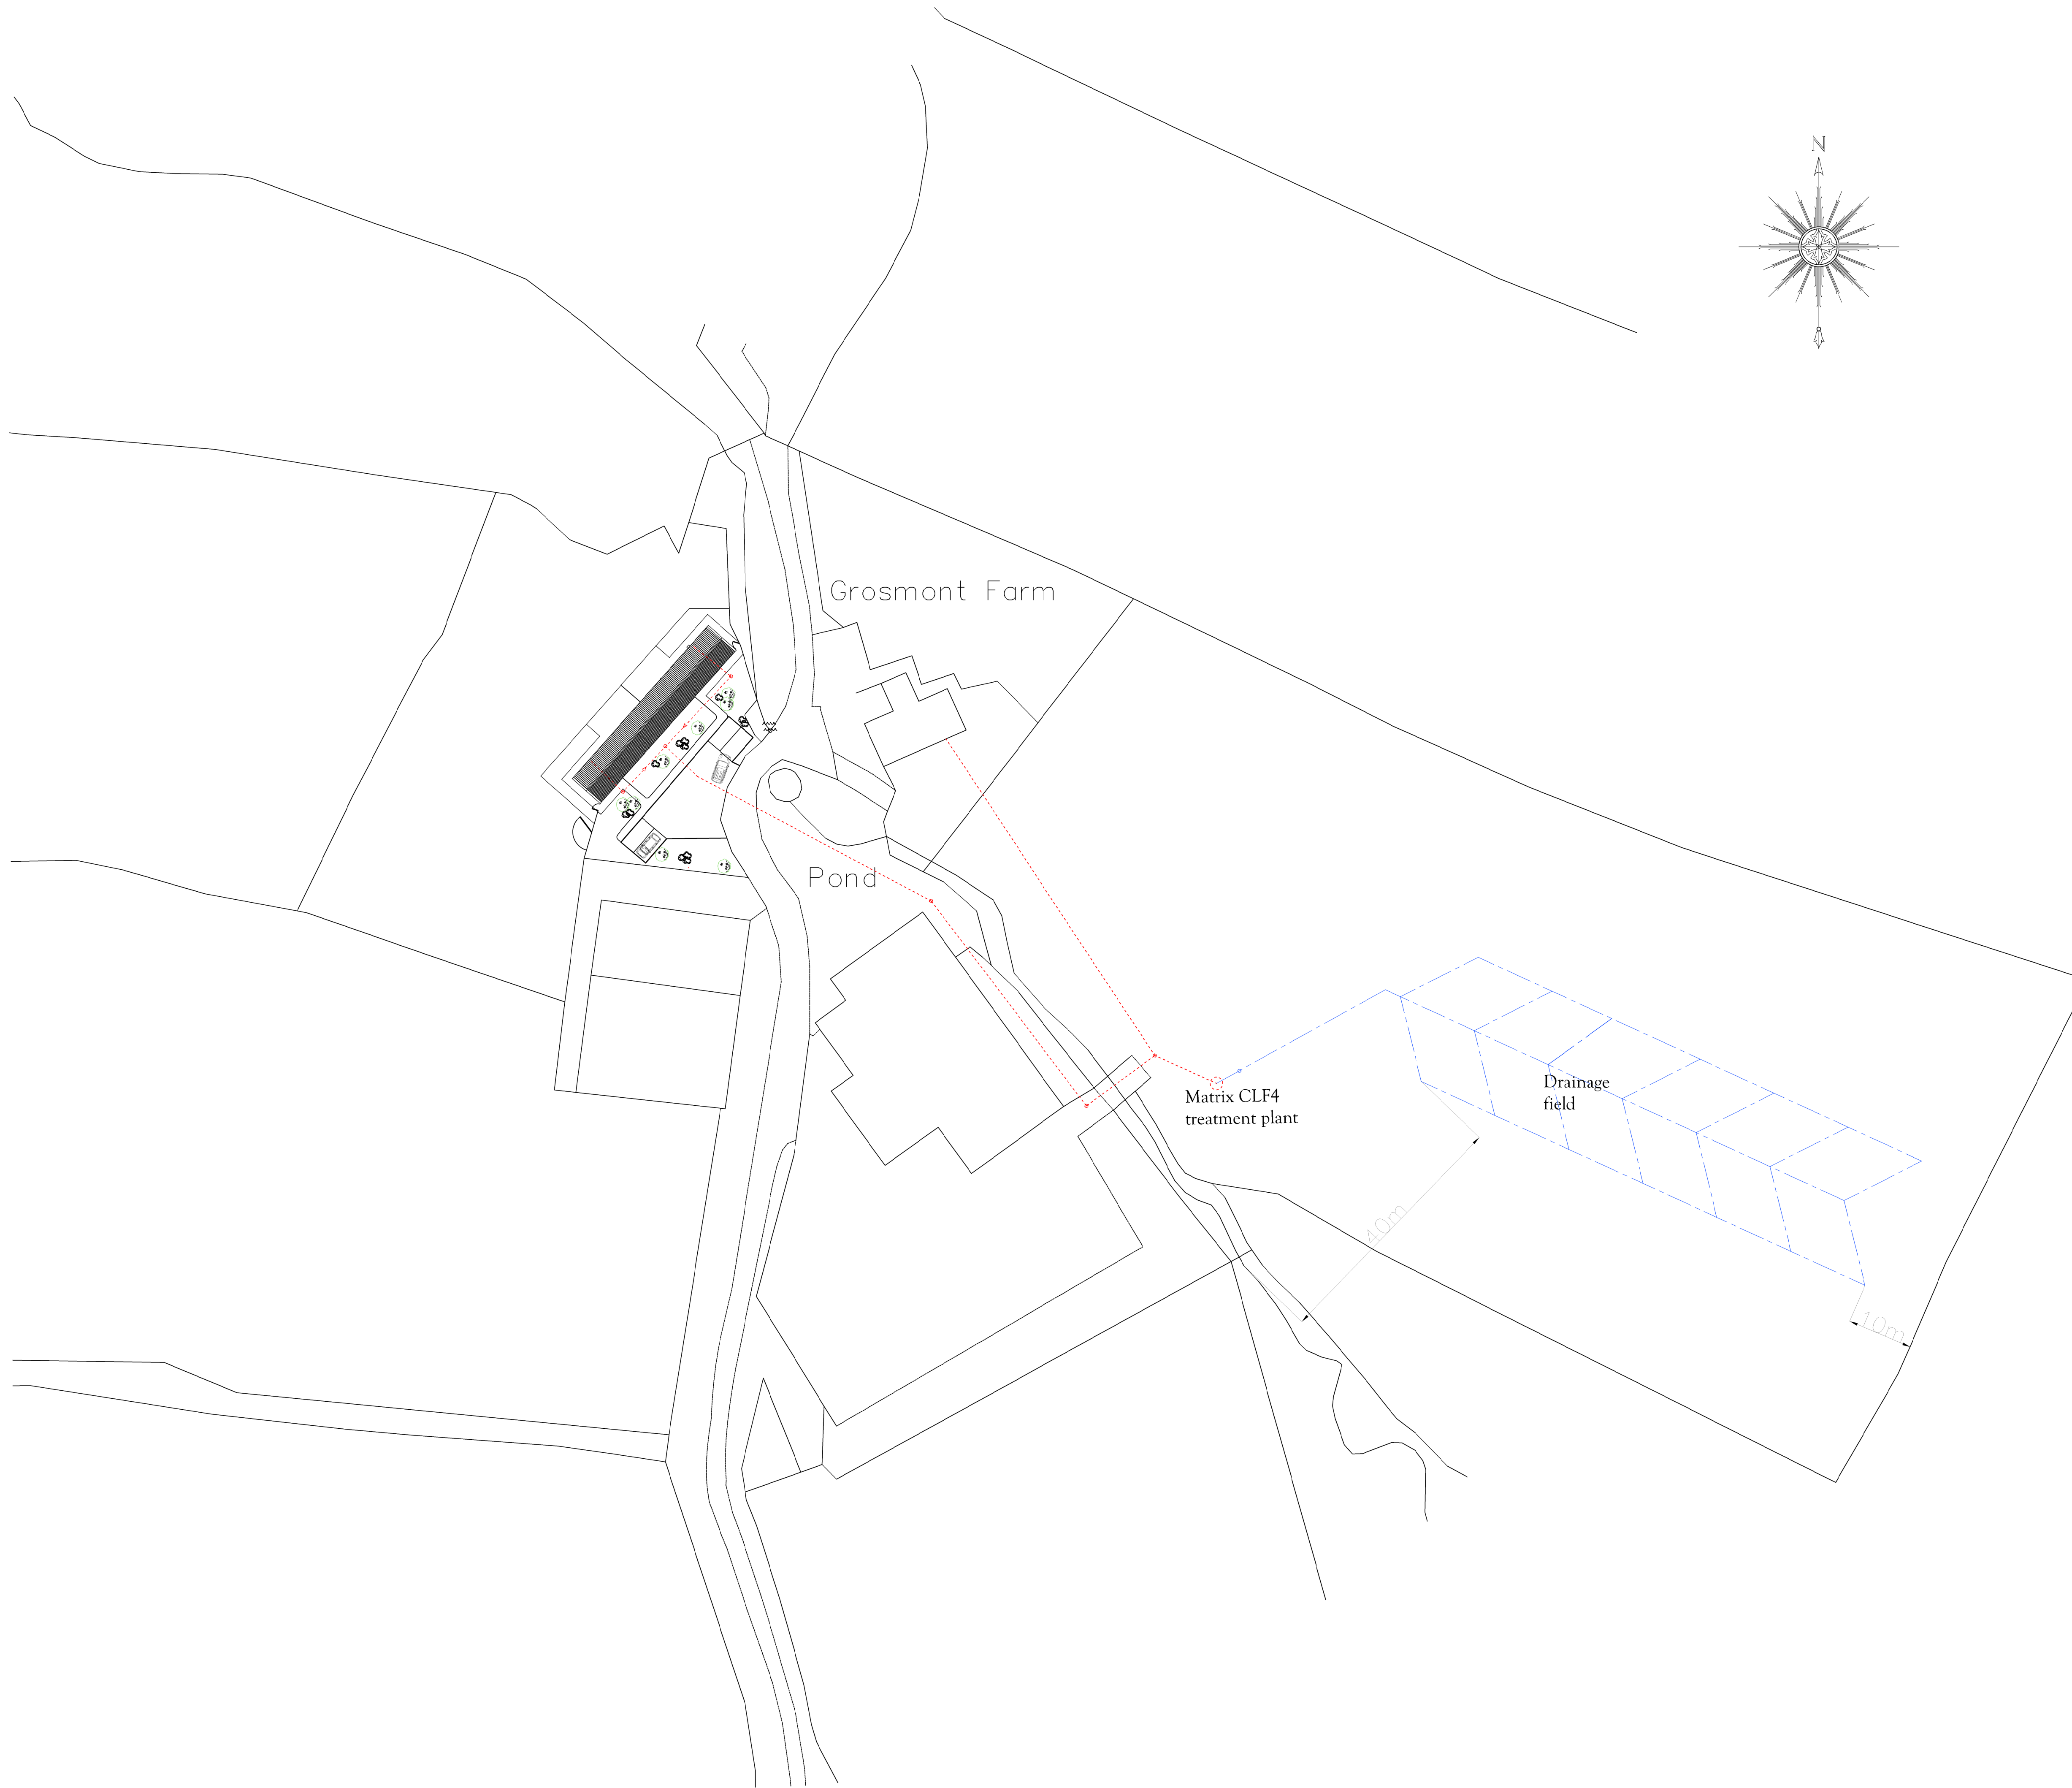 N
Grosmont Farm
Pond
Drainage
field
Matrix CLF4
treatment plant
40m
10m